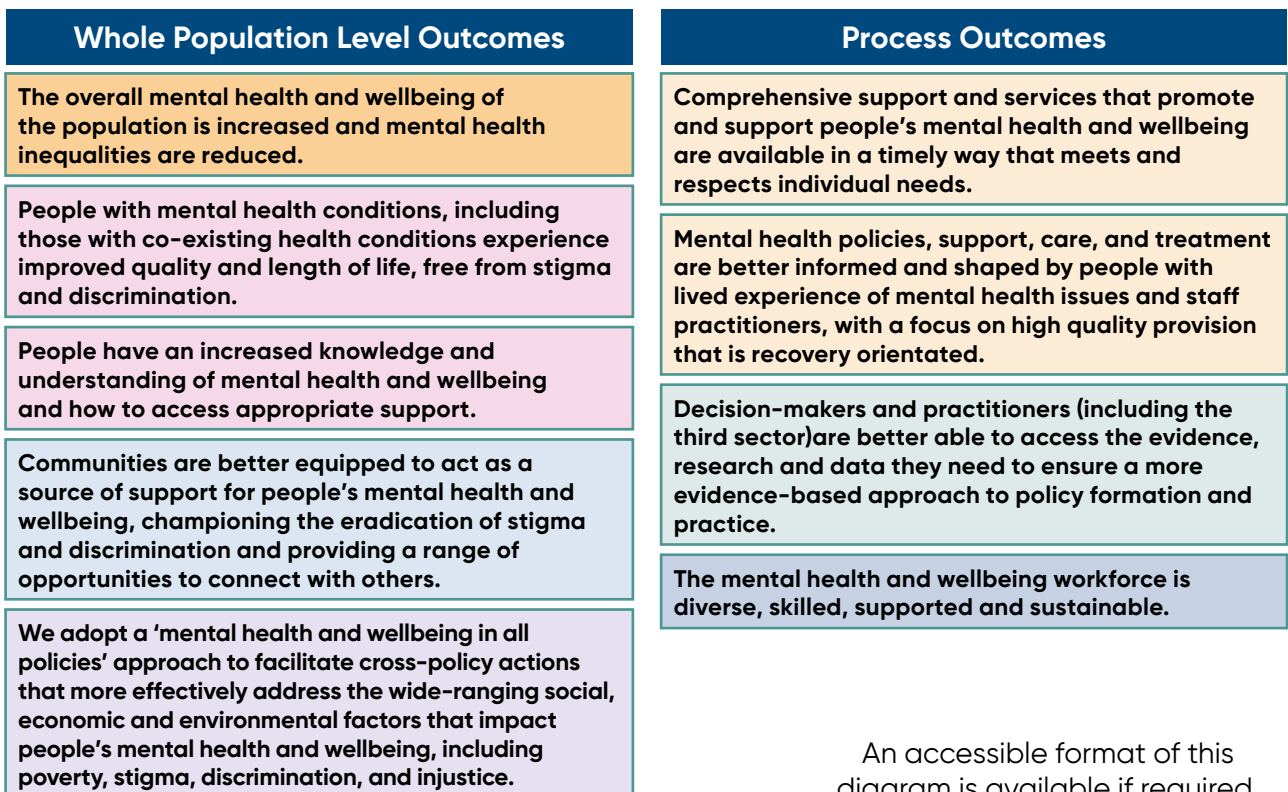 Whole Population Level Outcomes
The overall mental health and wellbeing of
the population is increased and mental health
inequalities are reduced.
People with mental health conditions, including
those with co-existing health conditions experience
improved quality and length of life, free from stigma
and discrimination.
People have an increased knowledge and
understanding of mental health and wellbeing
and how to access appropriate support.
Communities are better equipped to act as a
source of support for people’s mental health and
wellbeing, championing the eradication of stigma
and discrimination and providing a range of
opportunities to connect with others.
We adopt a ‘mental health and wellbeing in all
policies’ approach to facilitate cross-policy actions
that more effectively address the wide-ranging social,
economic and environmental factors that impact
people’s mental health and wellbeing, including
poverty, stigma, discrimination, and injustice.
Process Outcomes
Comprehensive support and services that promote
and support people’s mental health and wellbeing
are available in a timely way that meets and
respects individual needs.
Mental health policies, support, care, and treatment
are better informed and shaped by people with
lived experience of mental health issues and staff
practitioners, with a focus on high quality provision
that is recovery orientated.
Decision-makers and practitioners (including the
third sector)are better able to access the evidence,
research and data they need to ensure a more
evidence-based approach to policy formation and
practice.
The mental health and wellbeing workforce is
diverse, skilled, supported and sustainable.
An accessible format of this
diagram is available if required